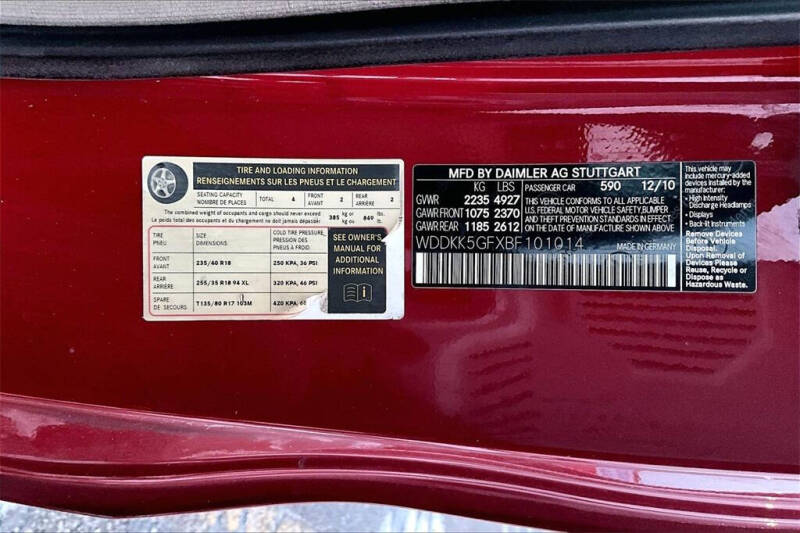 TIRE AND LOADING INFORMATION
RENSEIGNEMENTS SUR LES PNEUS ET LE CHARGEMENT
SEATING CAPACITY
NOMBRE DE PLACES
TOTAL 4
FRONT
AVANT 2
REAR
ARRIÈRE 2
The combined weight of occupants and cargo should never exceed
Le poids total des occupants et du chargement ne doit jamais dépasser
385 kg or
kg ou
849 lbs.
lb.
TIRE
PNEU
SIZE
DIMENSIONS
COLD TIRE PRESSURE
PRESSION DES
PNEUS À FROID
FRONT
AVANT
235/40 R18
250 KPA, 36 PSI
REAR
ARRIÈRE
255/35 R18 94 XL
320 KPA, 46 PSI
SPARE
DE SECOURS
T135/80 R17 103M
420 KPA, 60
SEE OWNER'S
MANUAL FOR
ADDITIONAL
INFORMATION
MFD BY DAIMLER AG STUTTGART
KG LBS PASSENGER CAR 590 12/10
GVWR 2235 4927
GAWR FRONT 1075 2370
GAWR REAR 1185 2612
THIS VEHICLE CONFORMS TO ALL APPLICABLE
U.S. FEDERAL MOTOR VEHICLE SAFETY,BUMPER
AND THEFT PREVENTION STANDARDS IN EFFECT
ON THE DATE OF MANUFACTURE SHOWN ABOVE.
WDDKK5GFXBF101014 MADE IN GERMANY
This vehicle may
include mercury-added
devices installed by the
manufacturer:
- High Intensity
Discharge Headlamps
- Displays
- Back-lit Instruments
Remove Devices
Before Vehicle
Disposal.
Upon Removal of
Devices Please
Reuse, Recycle or
Dispose as
Hazardous Waste.